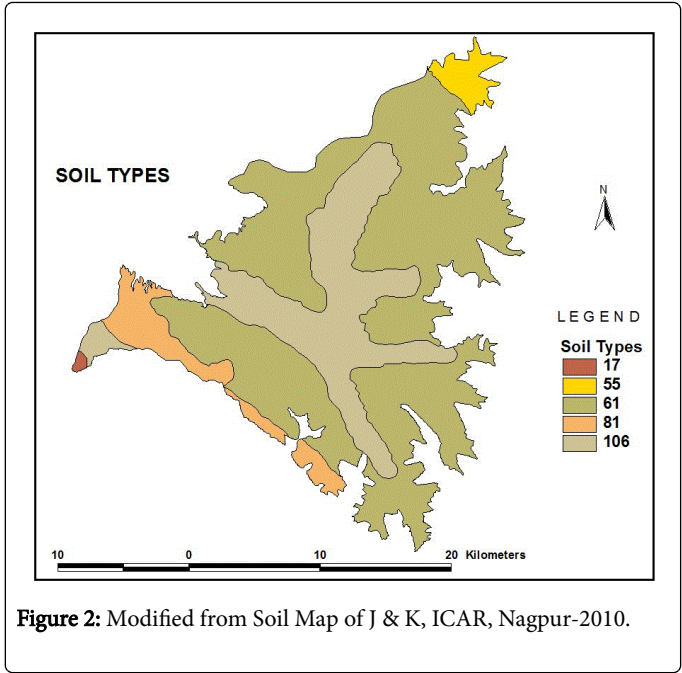 SOIL TYPES
N
LEGEND
Soil Types
17
55
61
81
106
10 0 10 20 Kilometers
Figure 2: Modified from Soil Map of J & K, ICAR, Nagpur-2010.